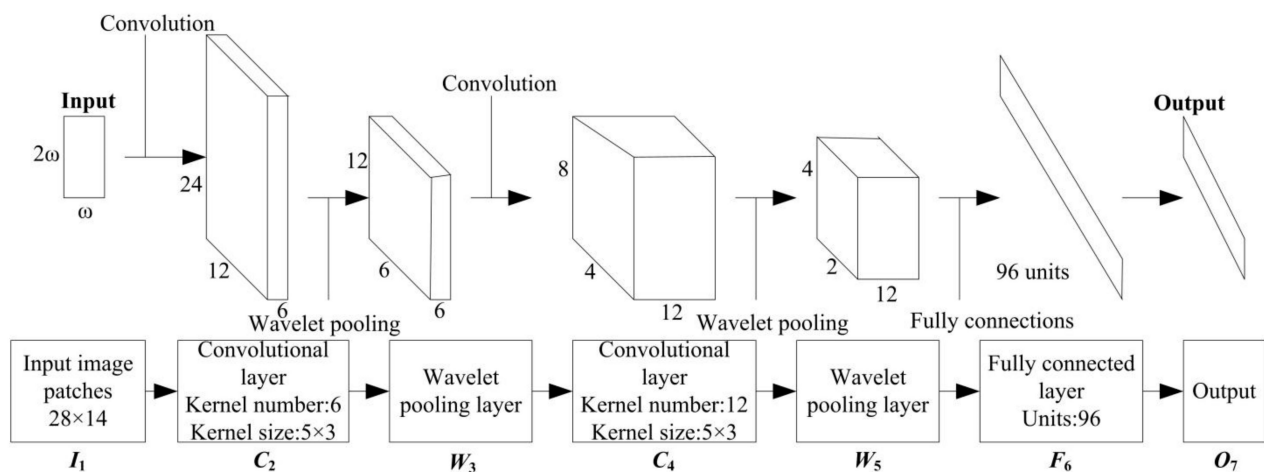 Convolution
Input
2ω
ω
24
12
6
Wavelet pooling
12
6
6
Convolution
8
4
12
Wavelet pooling
4
2
12
Fully connections
96 units
Output
Input image
patches
28×14
Convolutional
layer
Kernel number:6
Kernel size:5×3
Wavelet
pooling layer
Convolutional
layer
Kernel number:12
Kernel size:5×3
Wavelet
pooling layer
Fully connected
layer
Units:96
Output
I₁
C₂
W₃
C₄
W₅
F₆
O₇